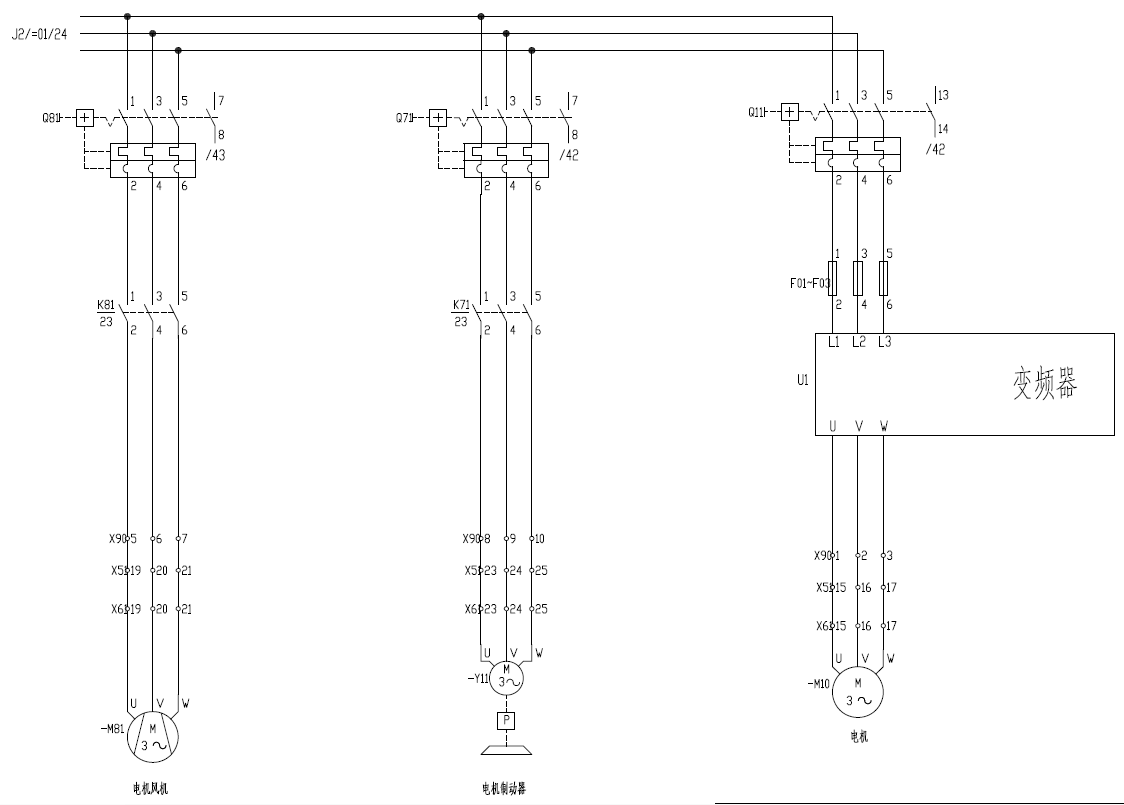 J2/=01/24
1 3 5 7
Q81
8
/43
2 4 6
1 3 5 7
Q71
8
/42
2 4 6
1 3 5 13
Q11
14
/42
2 4 6
1 3 5
F01~F03
2 4 6
K81
23
1 3 5
2 4 6
K71
23
1 3 5
2 4 6
L1 L2 L3
U1
变频器
U V W
X90 5 6 7
X5 19 20 21
X6 19 20 21
X90 8 9 10
X5 23 24 25
X6 23 24 25
X90 1 2 3
X5 15 16 17
X6 15 16 17
U V W
-M81
M
3~
电机风机
U V W
-Y11
M
3~
P
电机制动器
U V W
-M10
M
3~
电机